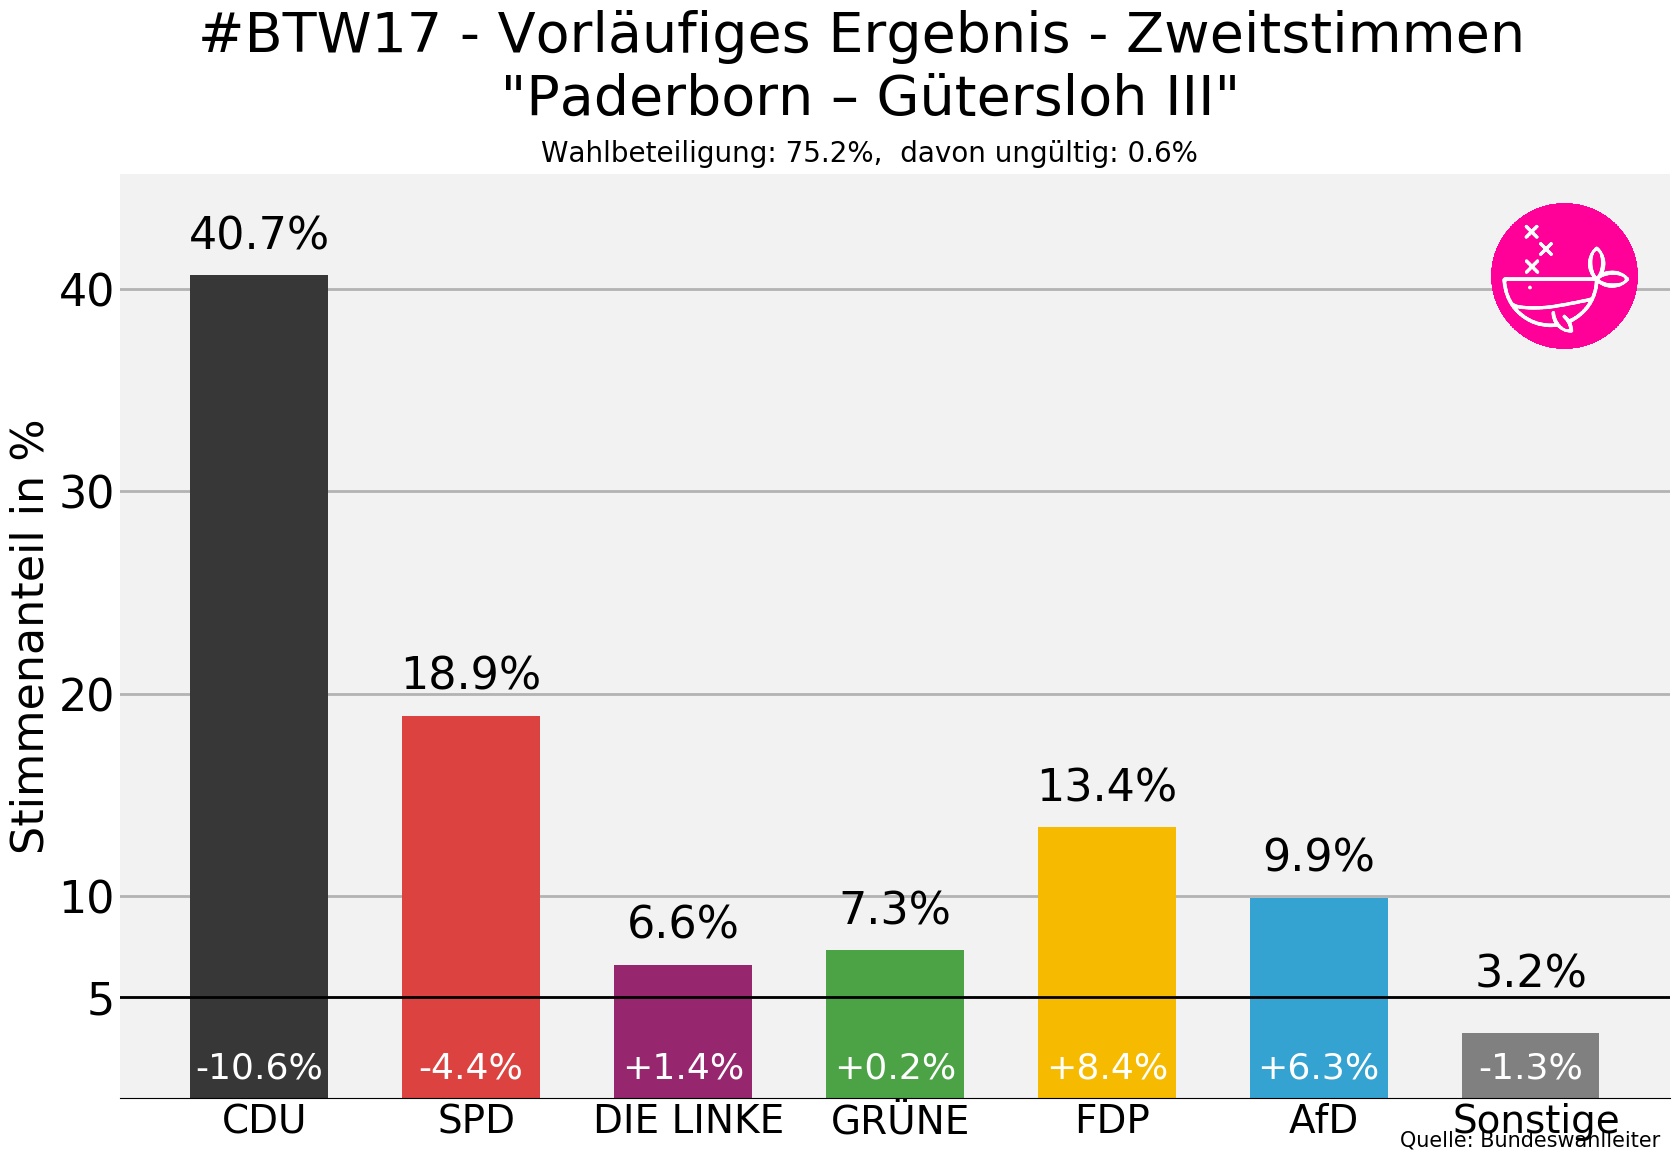 #BTW17 - Vorläufiges Ergebnis - Zweitstimmen
"Paderborn – Gütersloh III"
Wahlbeteiligung: 75.2%,  davon ungültig: 0.6%
Stimmenanteil in %
40
30
20
10
5
40.7%
18.9%
6.6%
7.3%
13.4%
9.9%
3.2%
-10.6%
-4.4%
+1.4%
+0.2%
+8.4%
+6.3%
-1.3%
CDU
SPD
DIE LINKE
GRÜNE
FDP
AfD
Sonstige
Quelle: Bundeswahlleiter